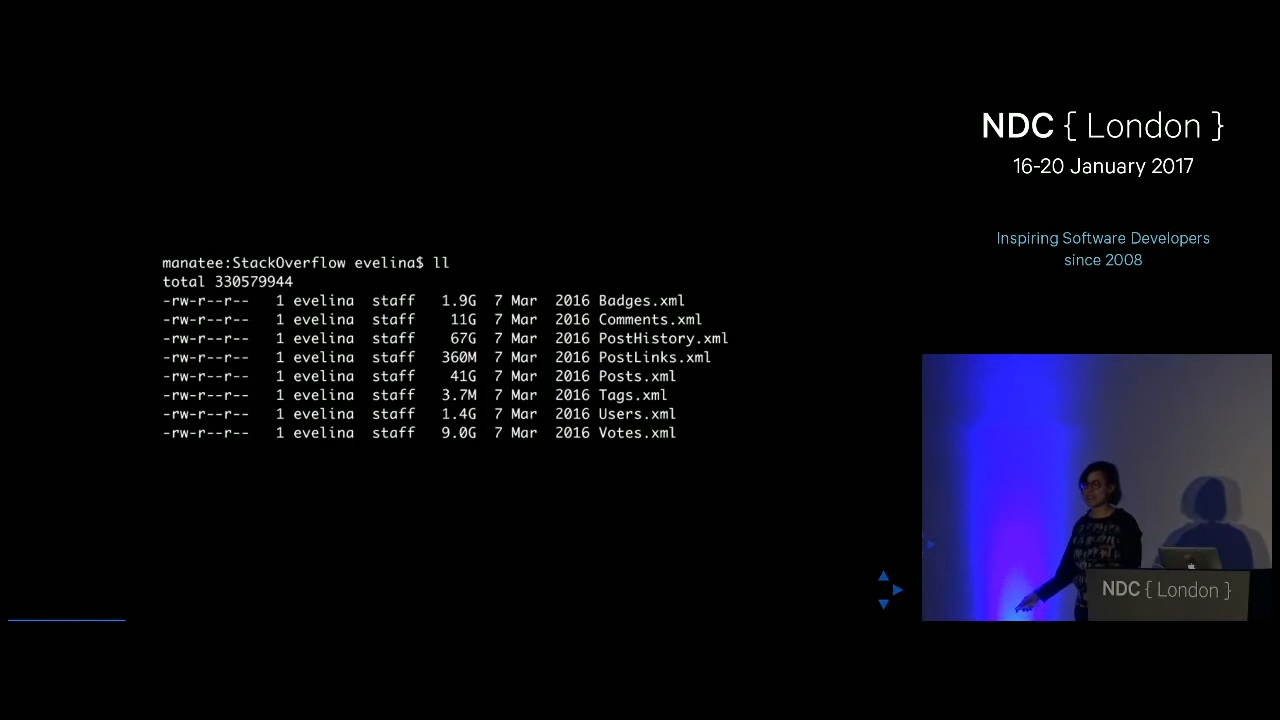 manatee:StackOverflow evelina$ ll
total 330579944
-rw-r--r-- 1 evelina staff 1.9G 7 Mar 2016 Badges.xml
-rw-r--r-- 1 evelina staff 11G 7 Mar 2016 Comments.xml
-rw-r--r-- 1 evelina staff 67G 7 Mar 2016 PostHistory.xml
-rw-r--r-- 1 evelina staff 360M 7 Mar 2016 PostLinks.xml
-rw-r--r-- 1 evelina staff 41G 7 Mar 2016 Posts.xml
-rw-r--r-- 1 evelina staff 3.7M 7 Mar 2016 Tags.xml
-rw-r--r-- 1 evelina staff 1.4G 7 Mar 2016 Users.xml
-rw-r--r-- 1 evelina staff 9.0G 7 Mar 2016 Votes.xml
NDC { London }
16-20 January 2017
Inspiring Software Developers
since 2008
NDC { London }